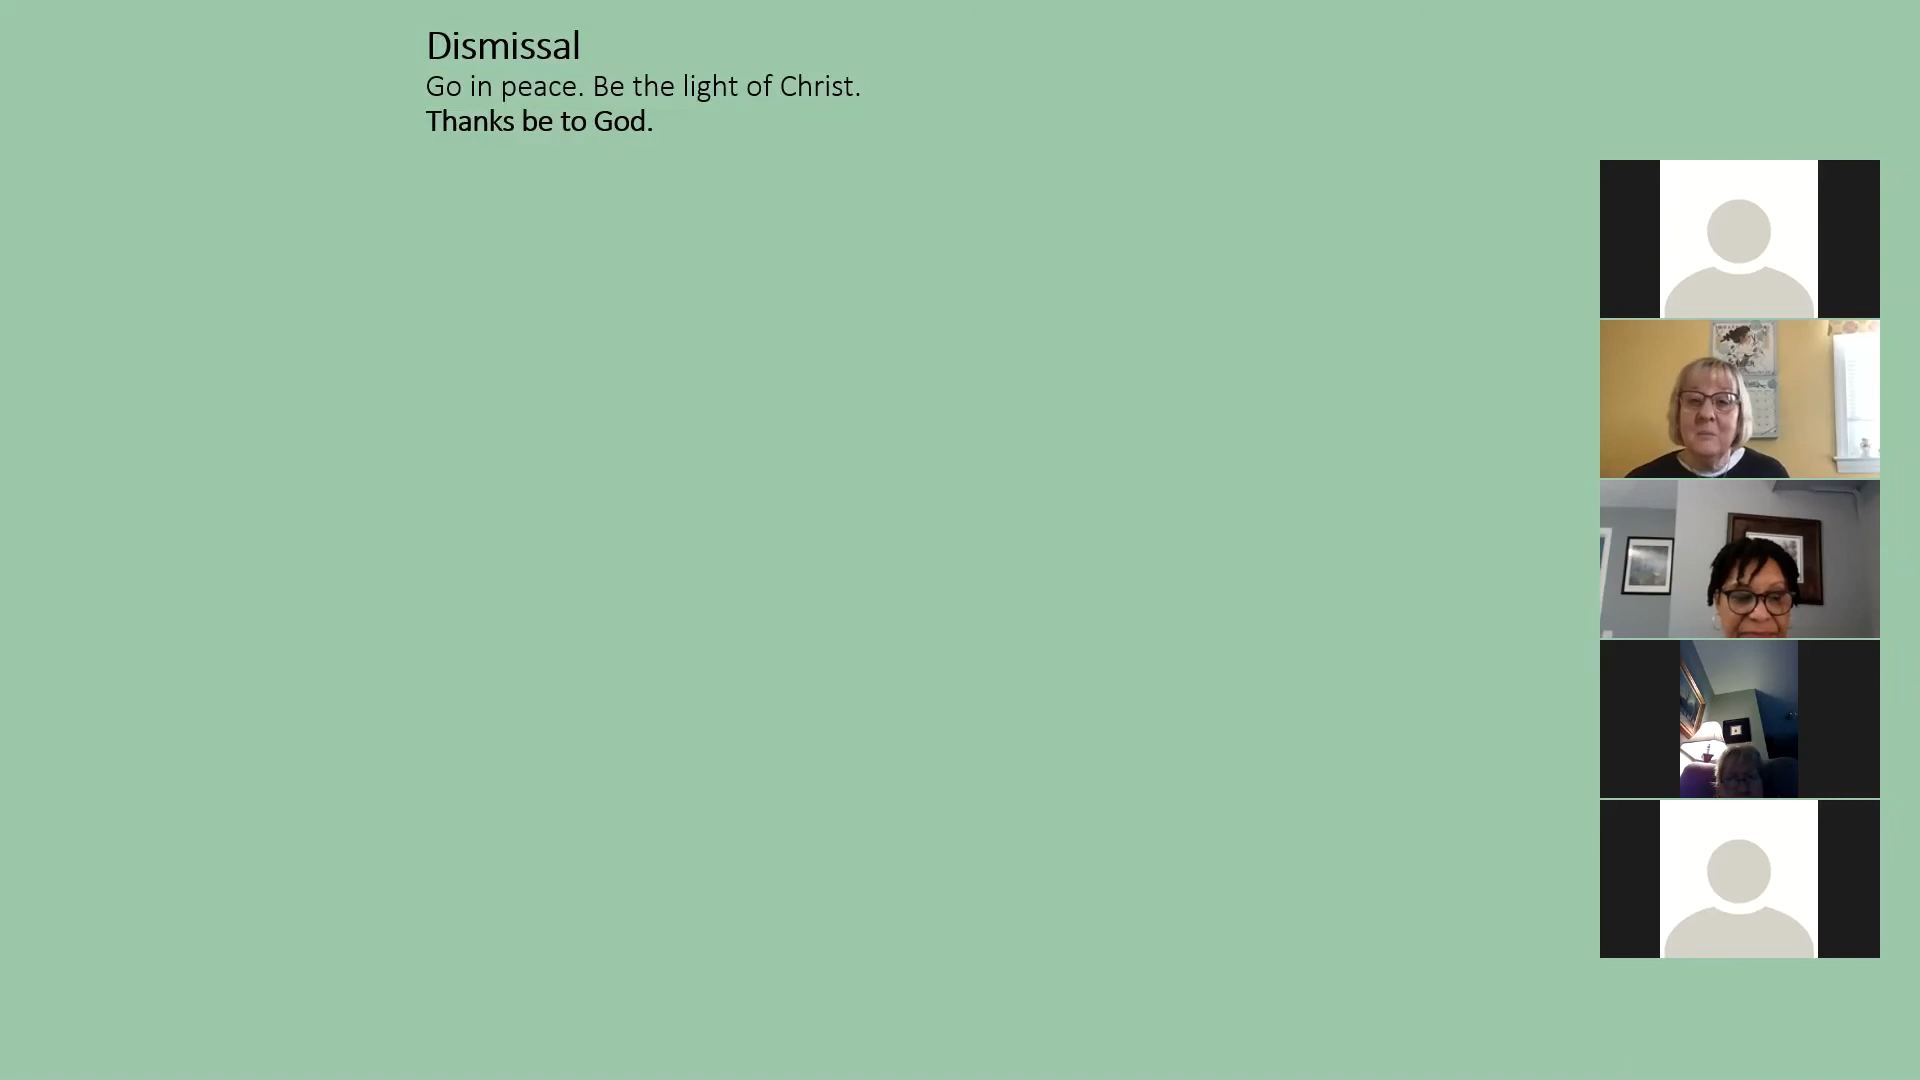 Dismissal
Go in peace. Be the light of Christ.
Thanks be to God.